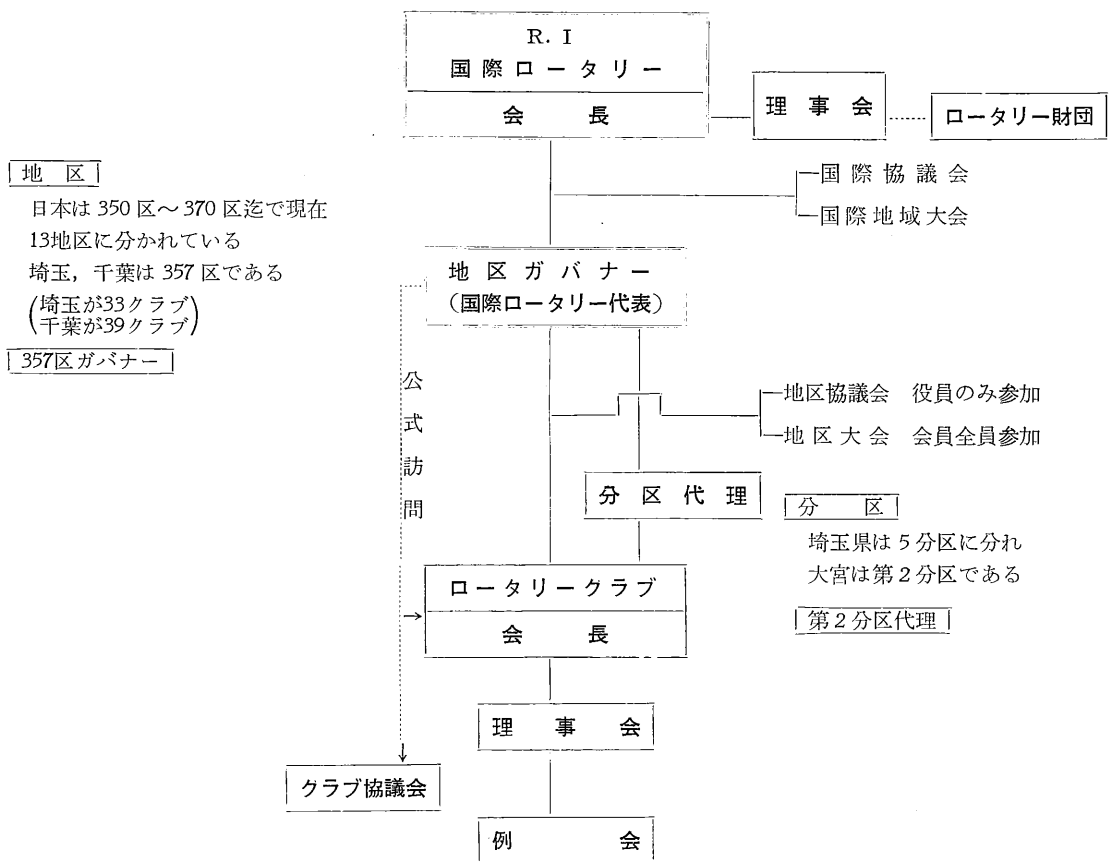 R. I
国際ロータリー
会長
理事会
ロータリー財団
国際協議会
国際地域大会
地区
日本は350区～370区迄で現在
13地区に分かれている
埼玉，千葉は357区である
(埼玉が33クラブ
千葉が39クラブ)
357区ガバナー
地区ガバナー
(国際ロータリー代表)
公式訪問
地区協議会 役員のみ参加
地区大会 会員全員参加
分区代理
分区
埼玉県は5分区に分れ
大宮は第2分区である
第2分区代理
ロータリークラブ
会長
理事会
クラブ協議会
例会